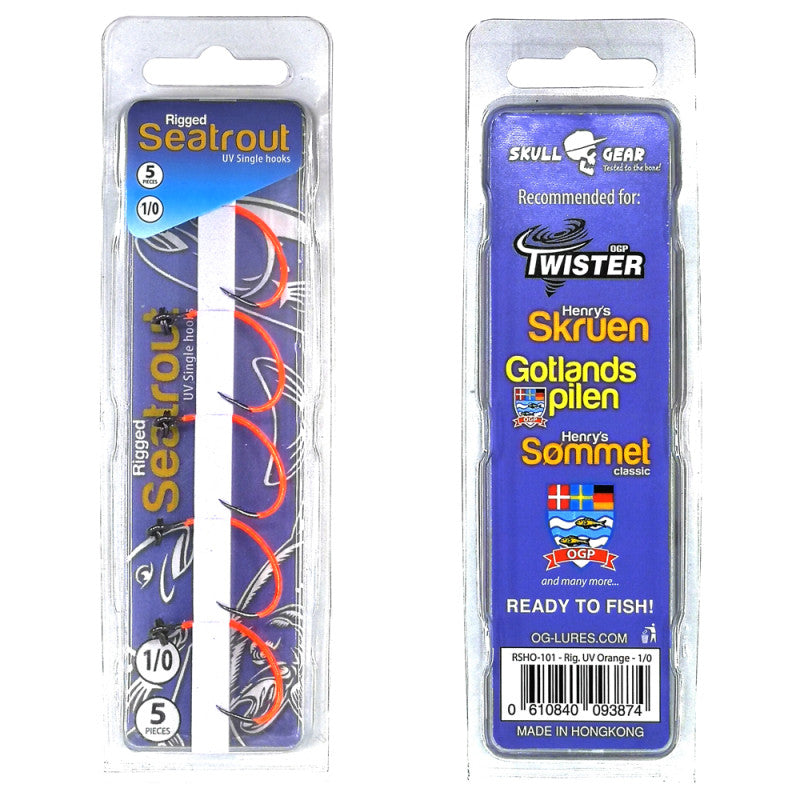 Rigged
Seatrout
UV Single hooks
5
PIECES
1/0
Rigged
Seatrout
UV Single hooks
1/0
5
PIECES
SKULL GEAR
Tested to the bone!
Recommended for:
OGP
TWISTER
Henry's
Skruen
Gotlands
pilen
OGP
Henry's
Sømmet
classic
OGP
and many more...
READY TO FISH!
OG-LURES.COM
RSHO-101 - Rig. UV Orange - 1/0
0 610840 093874
MADE IN HONGKONG